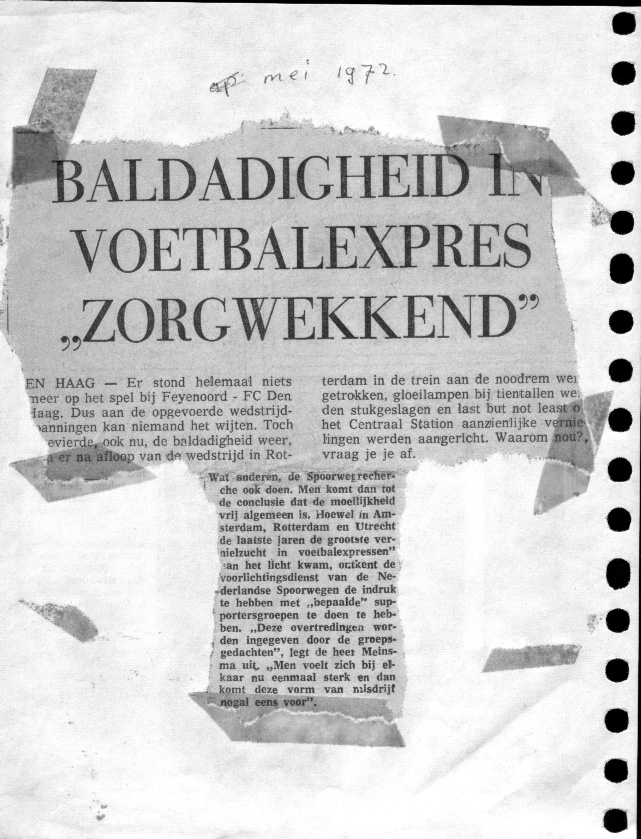 mei 1972.
BALDADIGHEID IN
VOETBALEXPRES
„ZORGWEKKEND”
EN HAAG — Er stond helemaal niets
meer op het spel bij Feyenoord - FC Den
Haag. Dus aan de opgevoerde wedstrijd-
panningen kan niemand het wijten. Toch
evierde, ook nu, de baldadigheid weer,
er na afloop van de wedstrijd in Rot-
terdam in de trein aan de noodrem wer
getrokken, gloeilampen bij tientallen we
den stukgeslagen en last but not least o
het Centraal Station aanzienlijke vernie
lingen werden aangericht. Waarom nou?,
vraag je je af.
Wat anderen, de Spoorwegrecher-
che ook doen. Men komt dan tot
de conclusie dat de moeilijkheid
vrij algemeen is. Hoewel in Am-
sterdam, Rotterdam en Utrecht
de laatste jaren de grootste ver-
nielzucht in voetbalexpressen”
an het licht kwam, ontkent de
voorlichtingsdienst van de Ne-
derlandse Spoorwegen de indruk
te hebben met „bepaalde” sup-
portersgroepen te doen te heb-
ben. „Deze overtredingen wor-
den ingegeven door de groeps-
gedachten”, legt de heer Meins-
ma uit. „Men voelt zich bij el-
kaar nu eenmaal sterk en dan
komt deze vorm van misdrijf
nogal eens voor”.